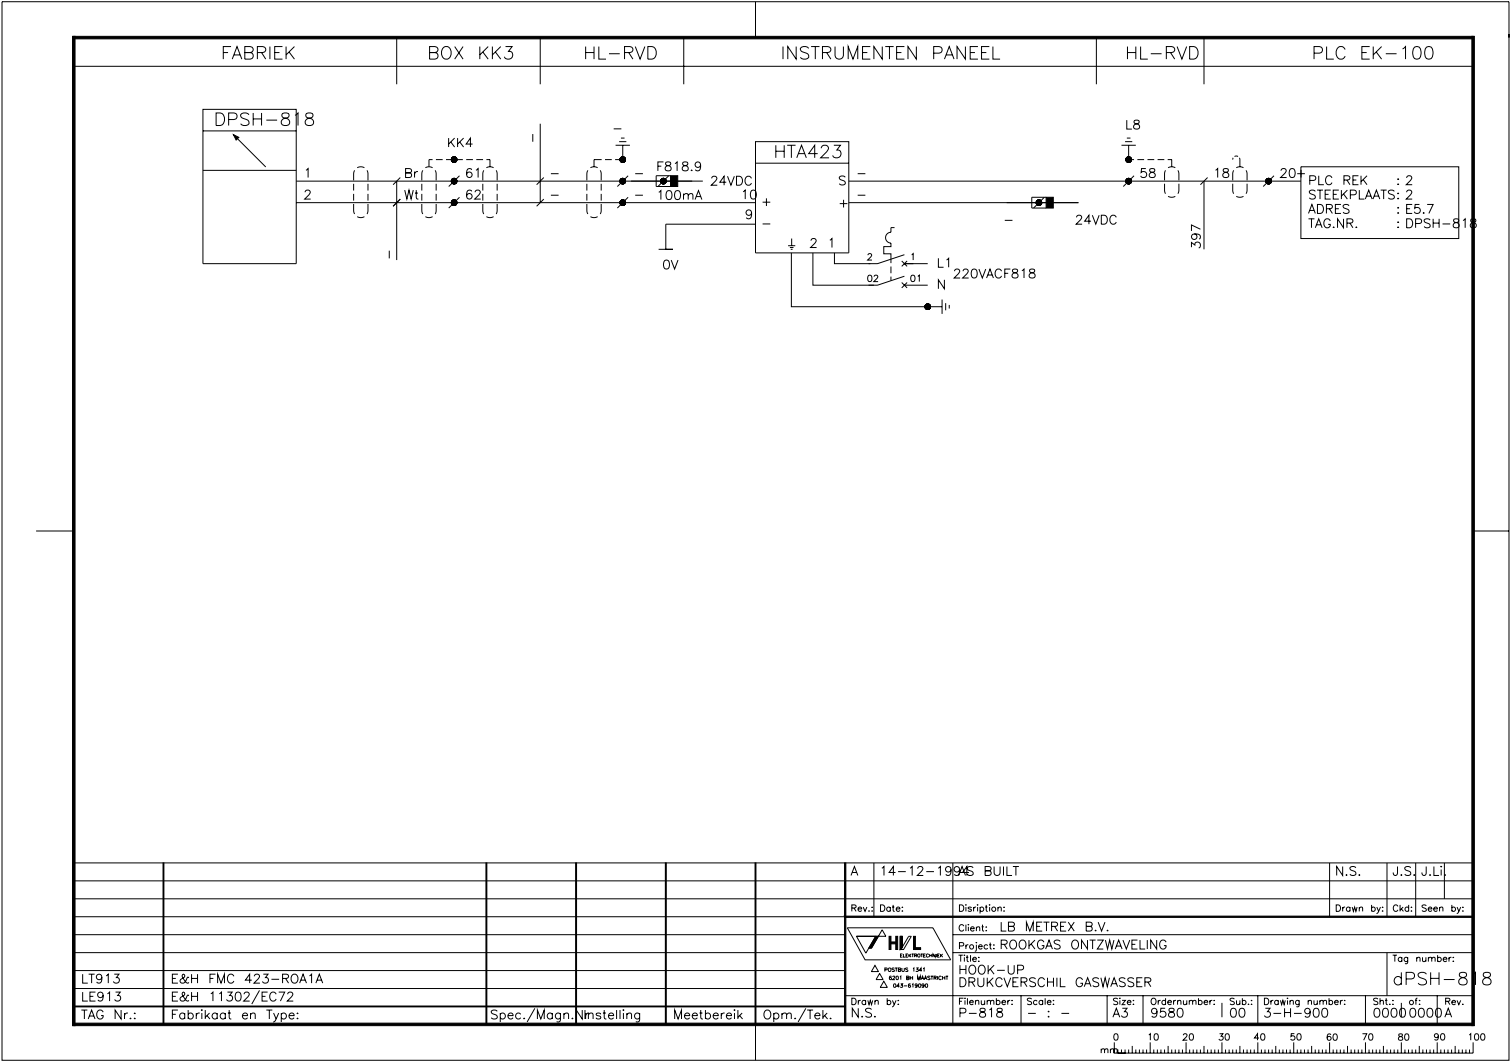 FABRIEK BOX KK3 HL-RVD INSTRUMENTEN PANEEL HL-RVD PLC EK-100
DPSH-818
1
2
KK4
Br 61
Wt 62
F818.9
100mA
24VDC
10
9
0V
HTA423
S
+
+
-
2 1
2 1 L1
02 01 N
220VACF818
24VDC
L8
58
18
397
20+
PLC REK : 2
STEEKPLAATS: 2
ADRES : E5.7
TAG.NR. : DPSH-818
A 14-12-1994 AS BUILT N.S. J.S. J.Li.
Rev.: Date: Disription: Drawn by: Ckd: Seen by:
HVL
ELEKTROTECHNIEK
POSTBUS 1341
6201 BH MAASTRICHT
043-619090
Client: LB METREX B.V.
Project: ROOKGAS ONTZWAVELING
Title:
HOOK-UP
DRUKCVERSCHIL GASWASSER
Tag number:
dPSH-818
LT913 E&H FMC 423-ROA1A
LE913 E&H 11302/EC72
TAG Nr.: Fabrikaat en Type: Spec./Magn.Nr. Instelling Meetbereik Opm./Tek.
Drawn by: Filenumber: Scale: Size: Ordernumber: Sub.: Drawing number: Sht.: of: Rev.
N.S. P-818 - : - A3 9580 00 3-H-900 0000 0000 A
mm 0 10 20 30 40 50 60 70 80 90 100